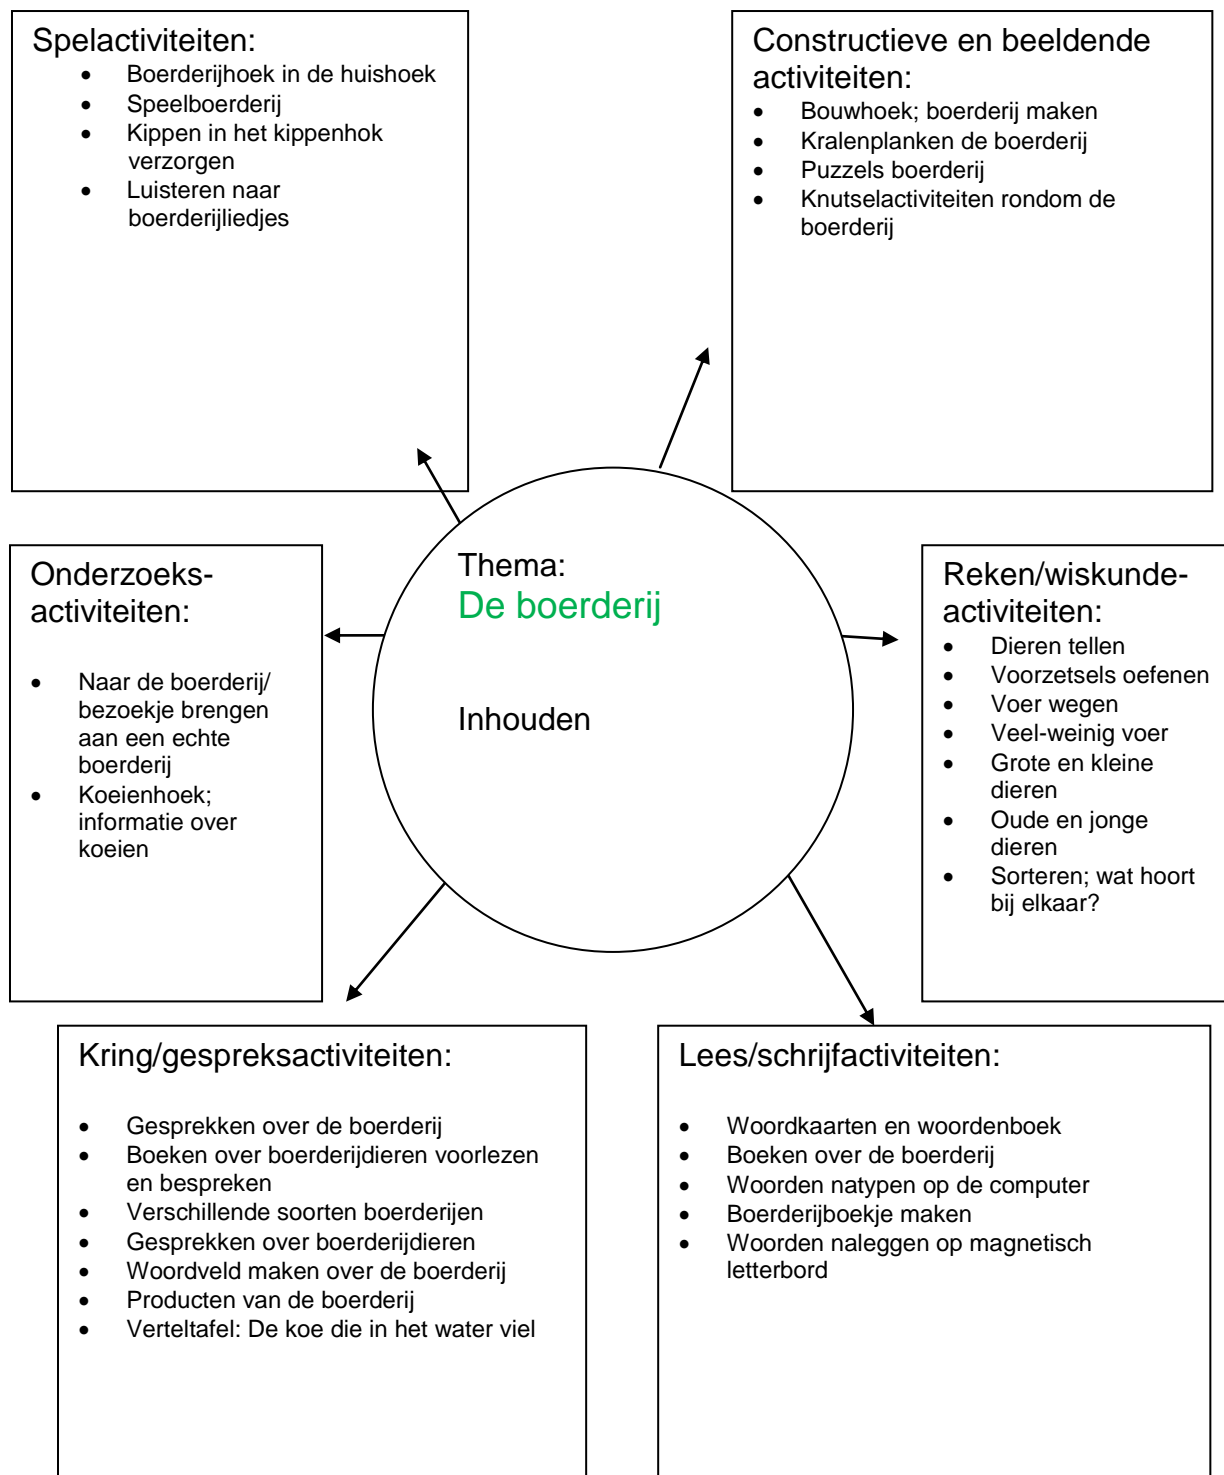 Spelactiviteiten:
• Boerderijhoek in de huishoek
• Speelboerderij
• Kippen in het kippenhok
verzorgen
• Luisteren naar
boerderijliedjes
Constructieve en beeldende
activiteiten:
• Bouwhoek; boerderij maken
• Kralenplanken de boerderij
• Puzzels boerderij
• Knutselactiviteiten rondom de
boerderij
Onderzoeks-
activiteiten:
• Naar de boerderij/
bezoekje brengen
aan een echte
boerderij
• Koeienhoek;
informatie over
koeien
Thema:
De boerderij
Inhouden
Reken/wiskunde-
activiteiten:
• Dieren tellen
• Voorzetsels oefenen
• Voer wegen
• Veel-weinig voer
• Grote en kleine
dieren
• Oude en jonge
dieren
• Sorteren; wat hoort
bij elkaar?
Kring/gespreksactiviteiten:
• Gesprekken over de boerderij
• Boeken over boerderijdieren voorlezen
en bespreken
• Verschillende soorten boerderijen
• Gesprekken over boerderijdieren
• Woordveld maken over de boerderij
• Producten van de boerderij
• Verteltafel: De koe die in het water viel
Lees/schrijfactiviteiten:
• Woordkaarten en woordenboek
• Boeken over de boerderij
• Woorden natypen op de computer
• Boerderijboekje maken
• Woorden naleggen op magnetisch
letterbord